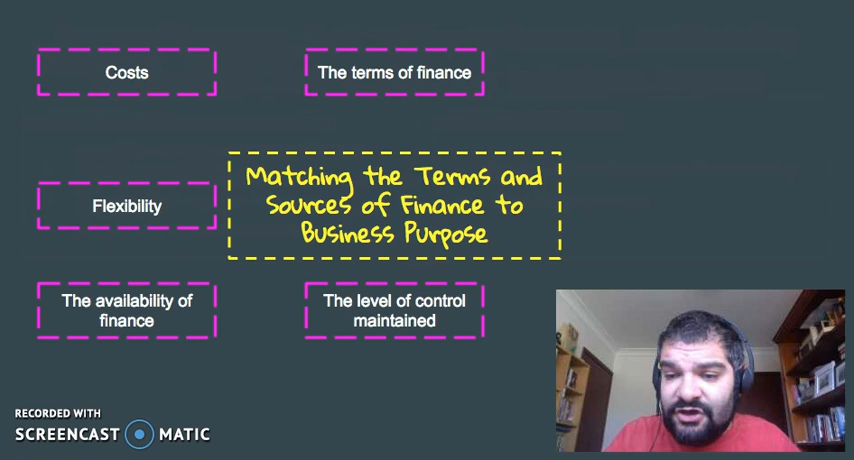 Costs
The terms of finance
Matching the Terms and
Sources of Finance to
Business Purpose
Flexibility
The availability of
finance
The level of control
maintained
RECORDED WITH
SCREENCAST MATIC